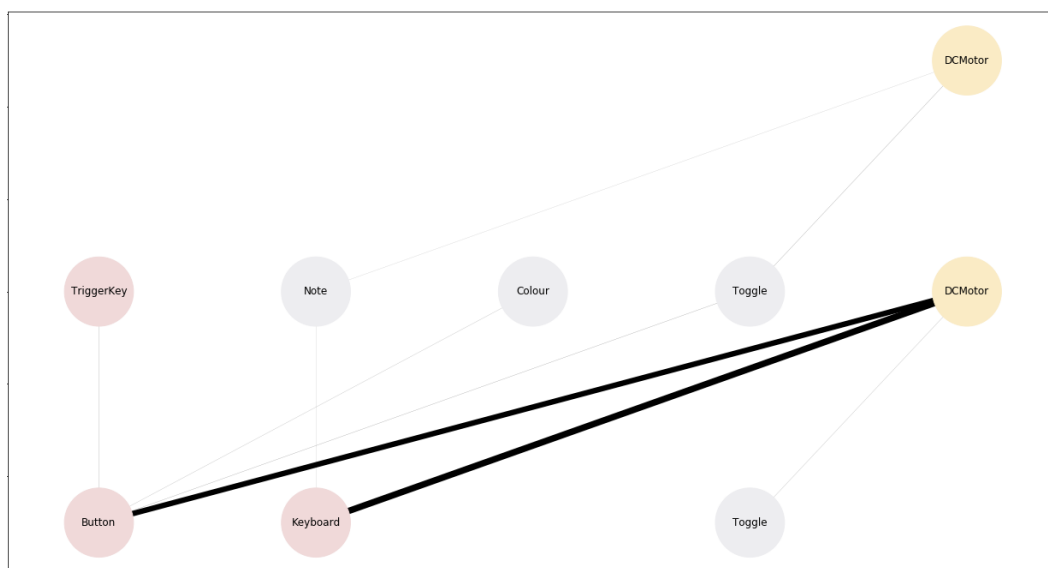 DCMotor
TriggerKey
Note
Colour
Toggle
DCMotor
Button
Keyboard
Toggle